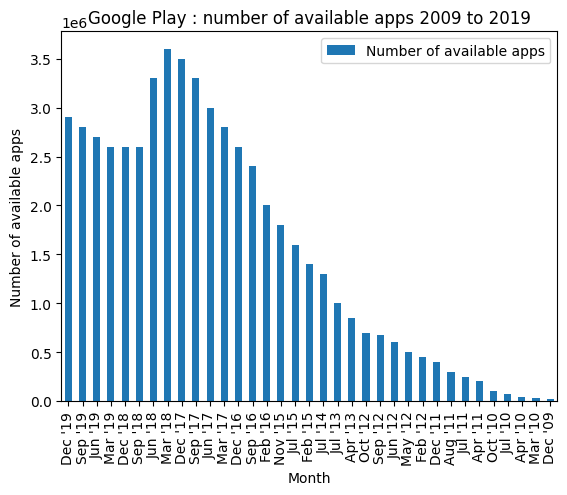 Google Play : number of available apps 2009 to 2019
1e6
Number of available apps
3.5
3.0
2.5
2.0
1.5
1.0
0.5
0.0
Number of available apps
Dec '19
Sep '19
Jun '19
Mar '19
Dec '18
Sep '18
Jun '18
Mar '18
Dec '17
Sep '17
Jun '17
Mar '17
Dec '16
Sep '16
Feb '16
Nov '15
Jul '15
Feb '15
Jul '14
Jul '13
Apr '13
Oct '12
Sep '12
Jun '12
May '12
Feb '12
Dec '11
Aug '11
Jul '11
Apr '11
Oct '10
Jul '10
Apr '10
Mar '10
Dec '09
Month